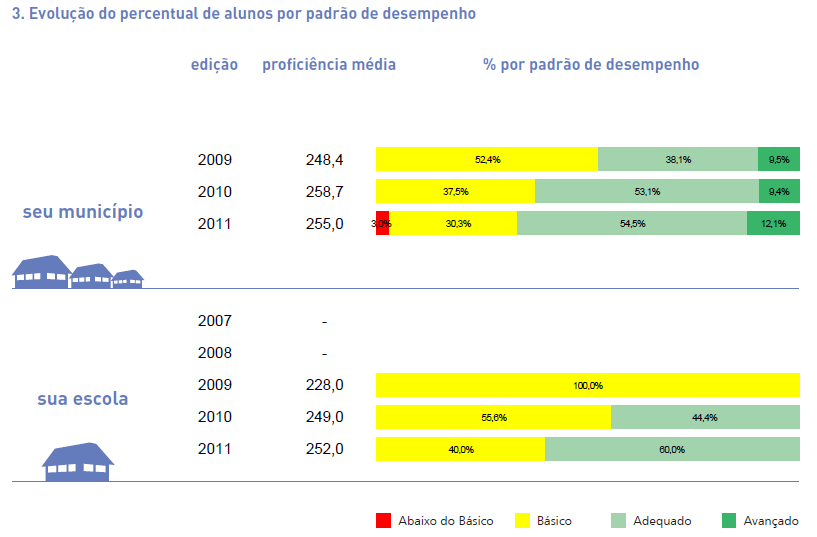 3. Evolução do percentual de alunos por padrão de desempenho
edição proficiência média % por padrão de desempenho
2009 248,4 52,4% 38,1% 9,5%
2010 258,7 37,5% 53,1% 9,4%
seu município
2011 255,0 3,0% 30,3% 54,5% 12,1%
2007 -
2008 -
2009 228,0 100,0%
sua escola
2010 249,0 55,6% 44,4%
2011 252,0 40,0% 60,0%
Abaixo do Básico Básico Adequado Avançado